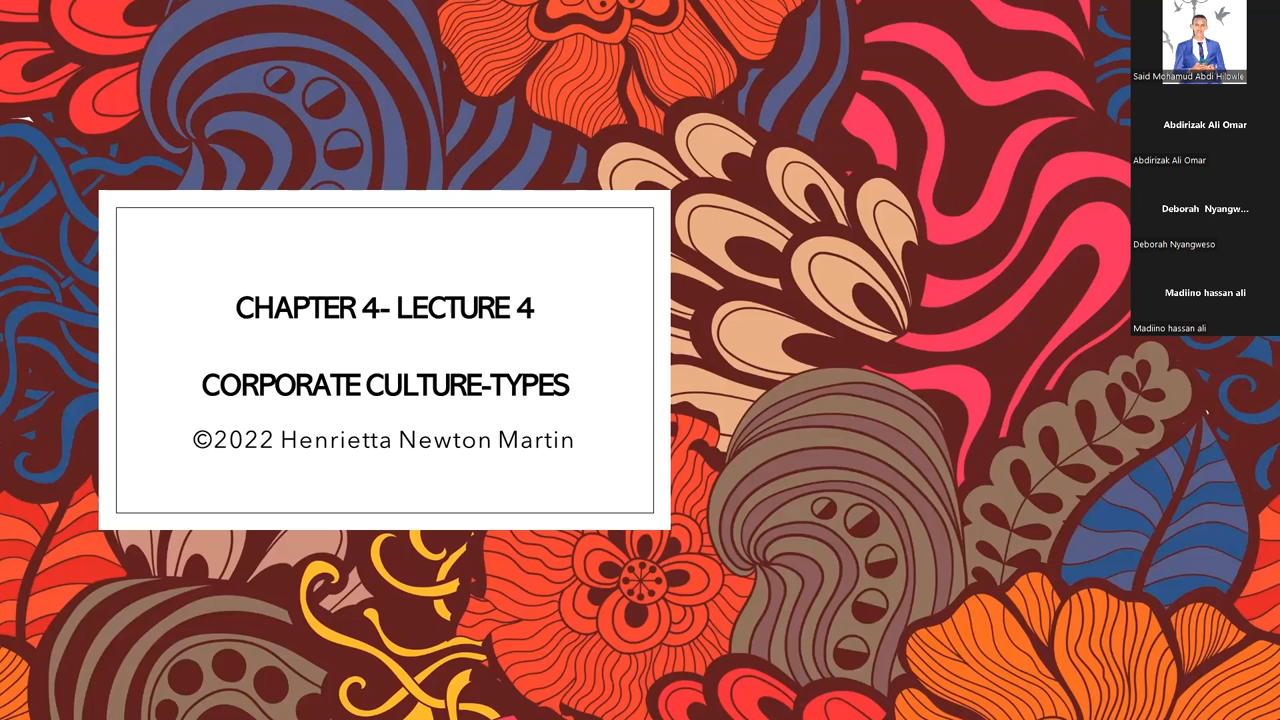 CHAPTER 4- LECTURE 4
CORPORATE CULTURE-TYPES
©2022 Henrietta Newton Martin
Said Mohamud Abdi Hilowle
Abdirizak Ali Omar
Abdirizak Ali Omar
Deborah Nyangw...
Deborah Nyangweso
Madiino hassan ali
Madiino hassan ali